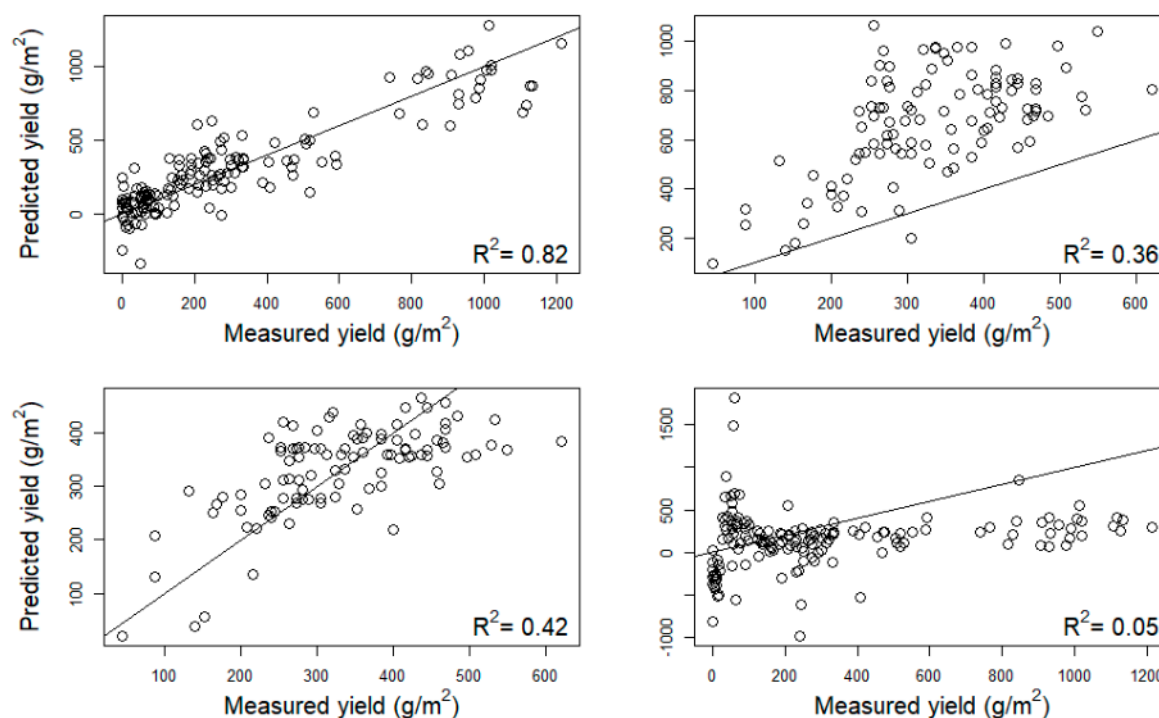 1000
500
0
Predicted yield (g/m²)
R²= 0.82
0 200 400 600 800 1000 1200
Measured yield (g/m²)
1000
800
600
400
200
R²= 0.36
100 200 300 400 500 600
Measured yield (g/m²)
400
300
200
100
Predicted yield (g/m²)
R²= 0.42
100 200 300 400 500 600
Measured yield (g/m²)
1500
500
0
-1000
R²= 0.05
0 200 400 600 800 1000 1200
Measured yield (g/m²)